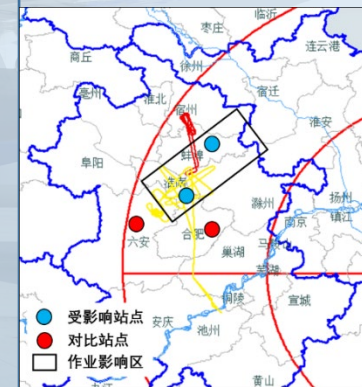 临沂
枣庄
连云港
商丘
徐州
亳州
淮北
宿州
宿迁
淮安
蚌埠
阜阳
淮南
滁州
扬州
南京
镇江
六安
合肥
巢湖
马鞍山
芜湖
铜陵
宣城
安庆
池州
黄山
受影响站点
对比站点
作业影响区